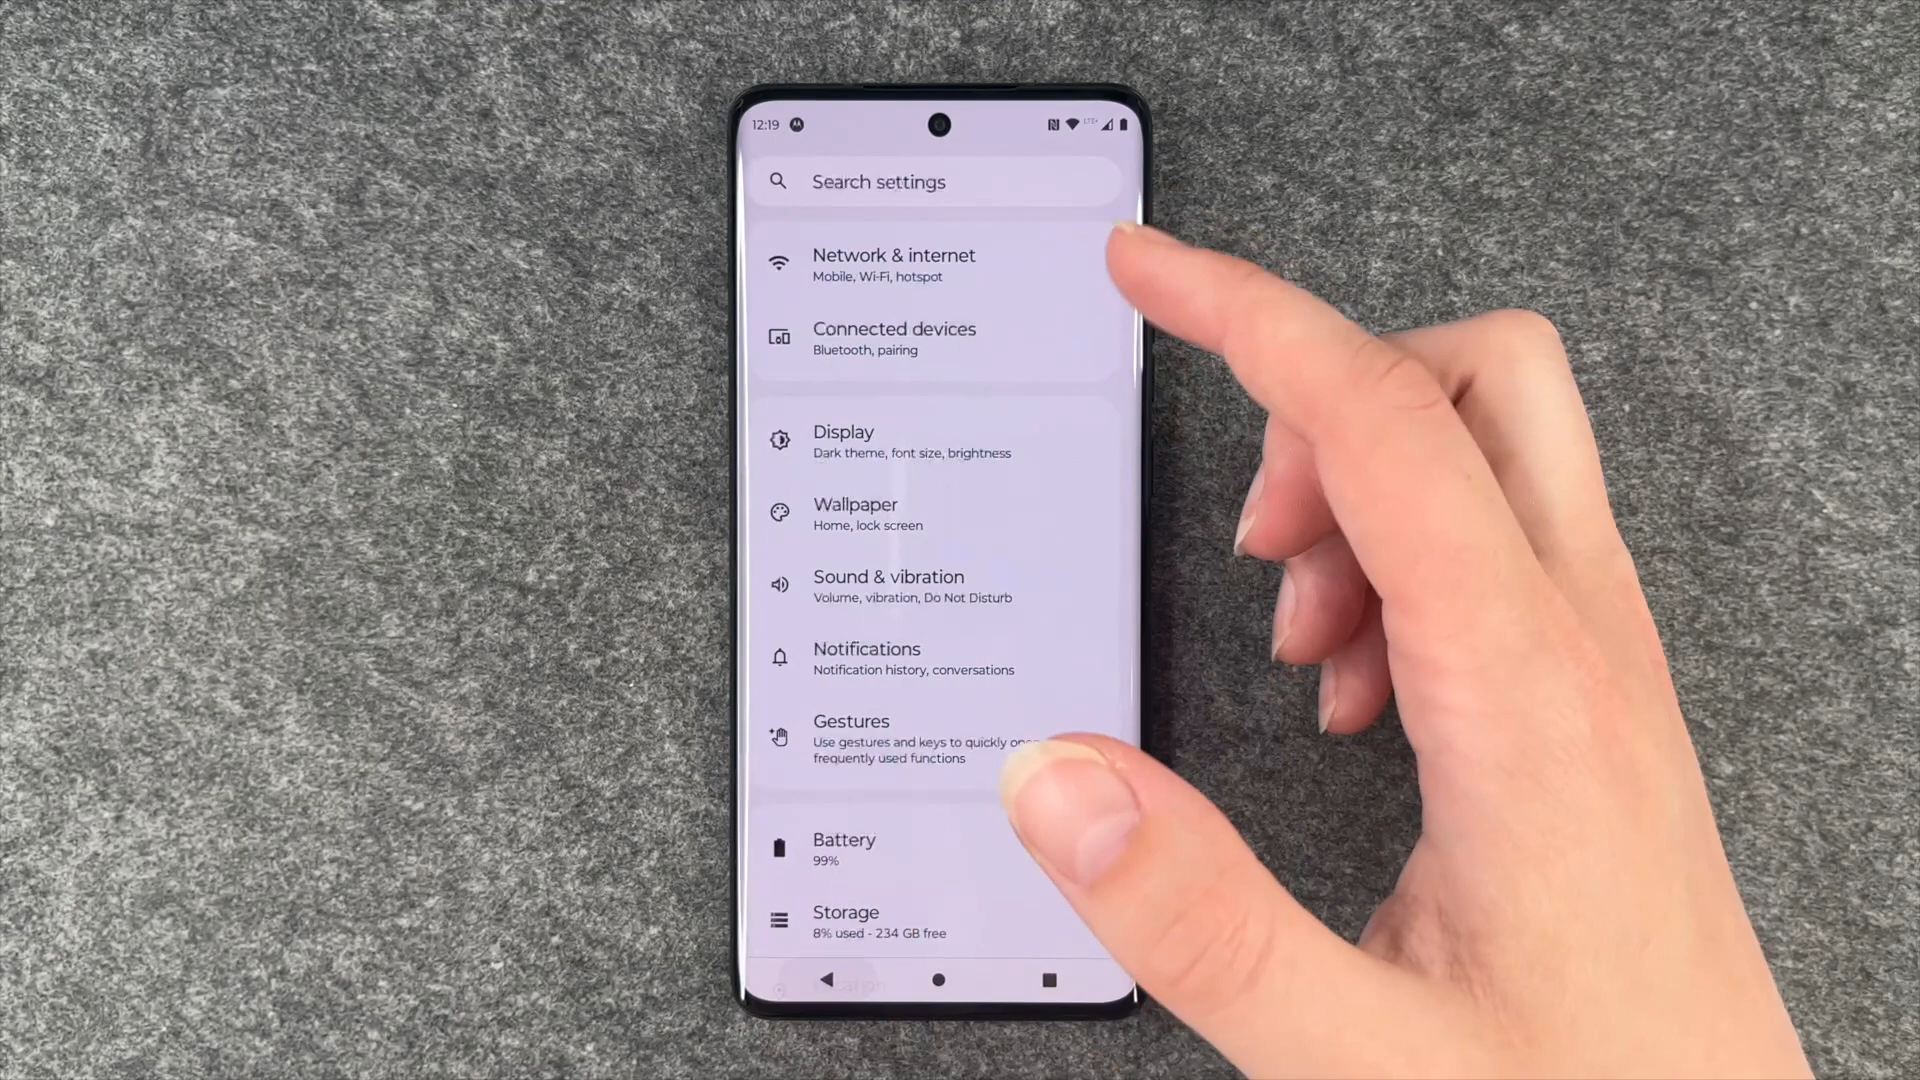 12:19
LTE+
Search settings
Network & internet
Mobile, Wi-Fi, hotspot
Connected devices
Bluetooth, pairing
Display
Dark theme, font size, brightness
Wallpaper
Home, lock screen
Sound & vibration
Volume, vibration, Do Not Disturb
Notifications
Notification history, conversations
Gestures
Use gestures and keys to quickly
frequently used functions
Battery
99%
Storage
8% used - 234 GB free